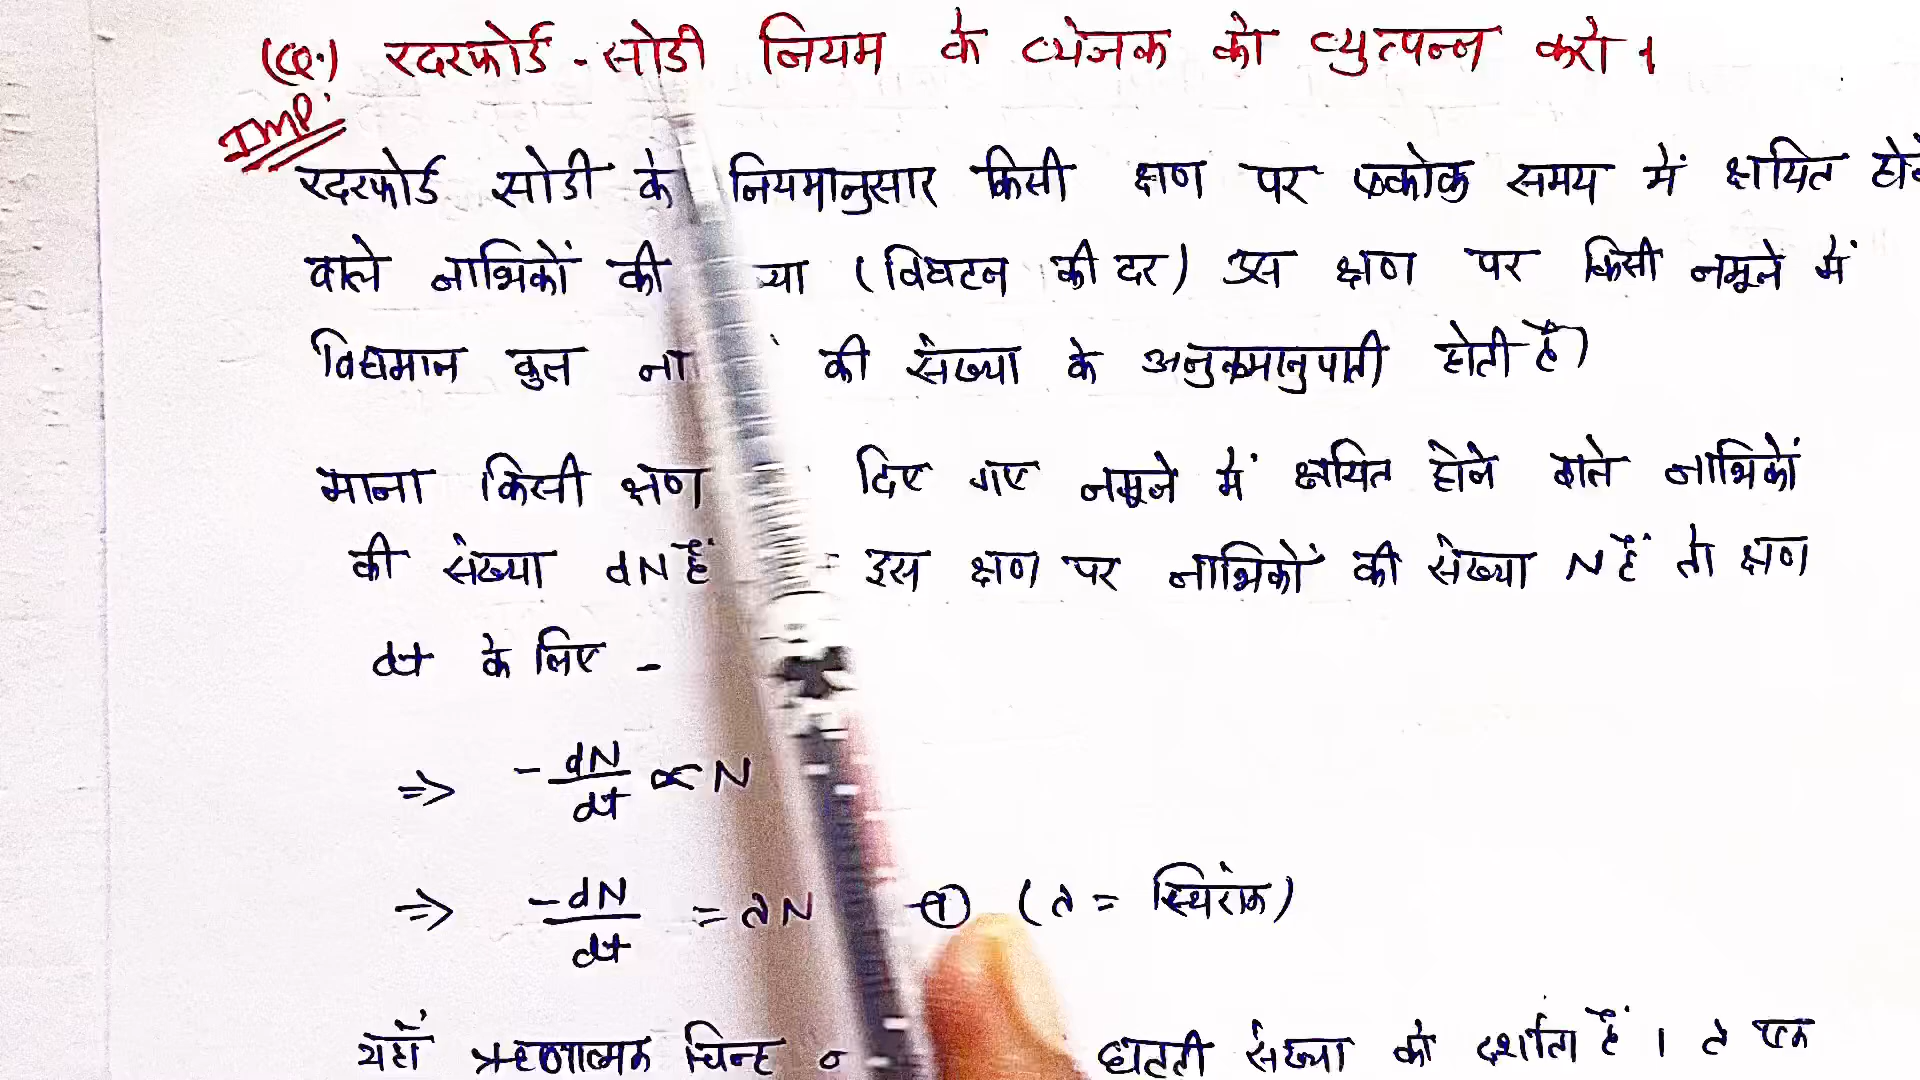 (Q.) रदरफोर्ड - सोडी नियम के व्यंजक को व्युत्पन्न करो।
IMP.
रदरफोर्ड सोडी के नियमानुसार किसी क्षण पर एकांक समय में क्षयित होने
वाले नाभिकों की (विघटन की दर) उस क्षण पर किसी नमूने में
विद्यमान कुल की संख्या के अनुक्रमानुपाती होती है)
माना किसी क्षण दिए गए नमूने में क्षयित होने वाले नाभिकों
की संख्या dN है इस क्षण पर नाभिकों की संख्या N है तो क्षण
dt के लिए -
⇒ -dN/dt ∝ N
⇒ -dN/dt = λN ① (λ = स्थिरांक)
यहाँ ऋणात्मक चिन्ह घटती संख्या को दर्शाता है । λ एक